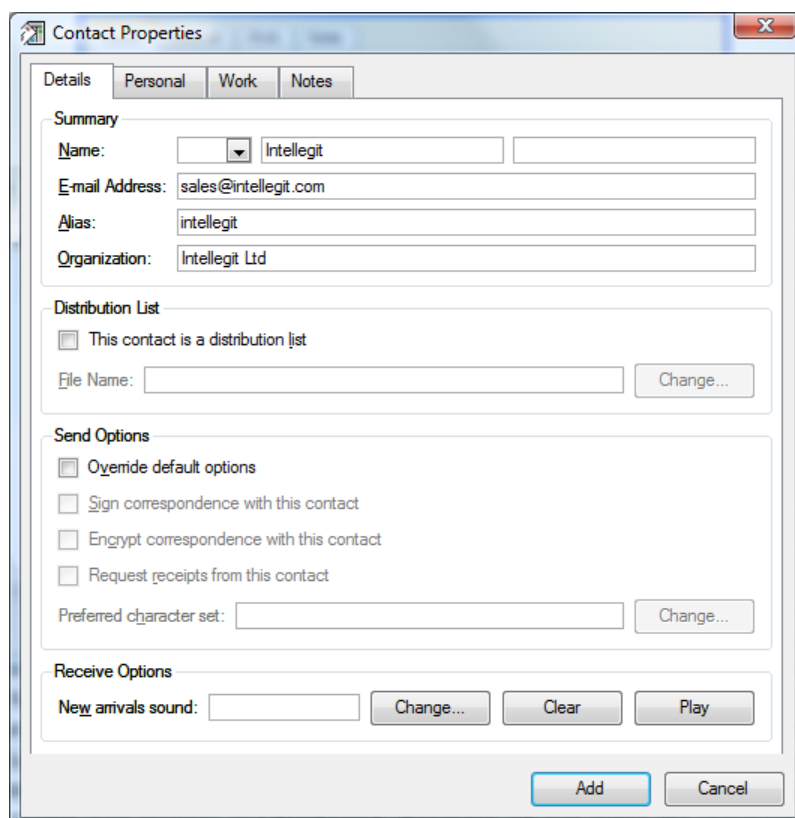 Contact Properties
Details Personal Work Notes
Summary
Name: Intellegit
E-mail Address: sales@intellegit.com
Alias: intellegit
Organization: Intellegit Ltd
Distribution List
This contact is a distribution list
File Name: Change...
Send Options
Override default options
Sign correspondence with this contact
Encrypt correspondence with this contact
Request receipts from this contact
Preferred character set: Change...
Receive Options
New arrivals sound: Change... Clear Play
Add Cancel